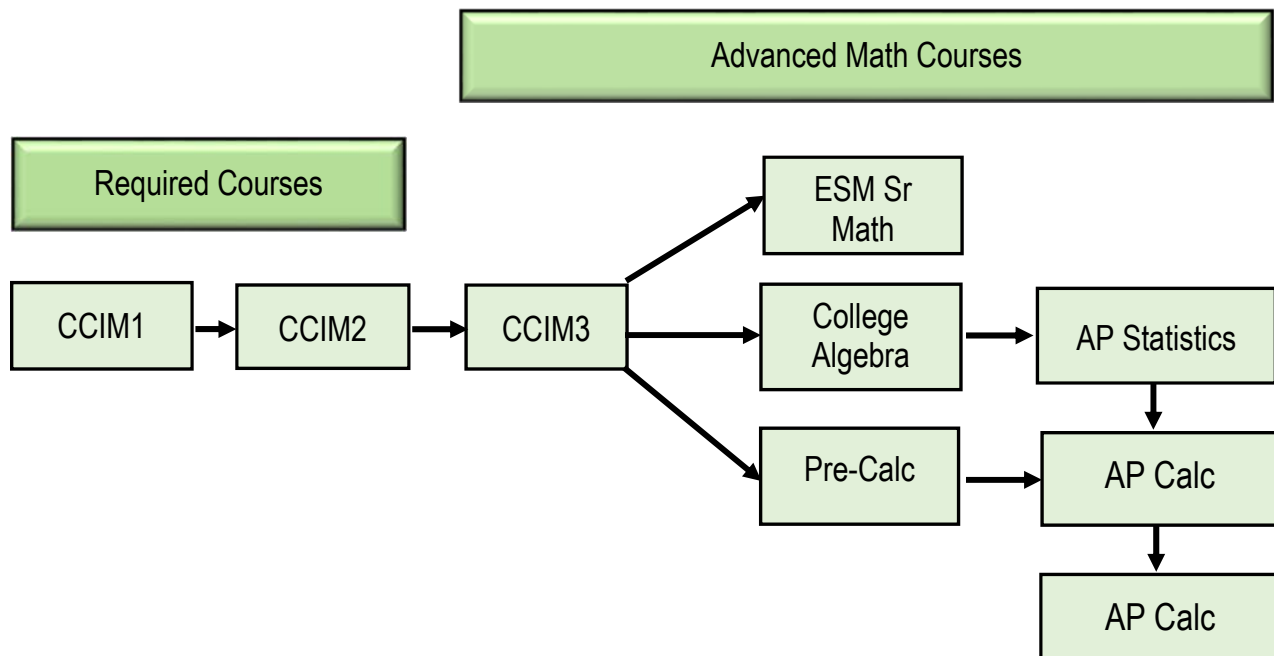 Advanced Math Courses
Required Courses
ESM Sr
Math
CCIM1
CCIM2
CCIM3
College
Algebra
AP Statistics
Pre-Calc
AP Calc
AP Calc